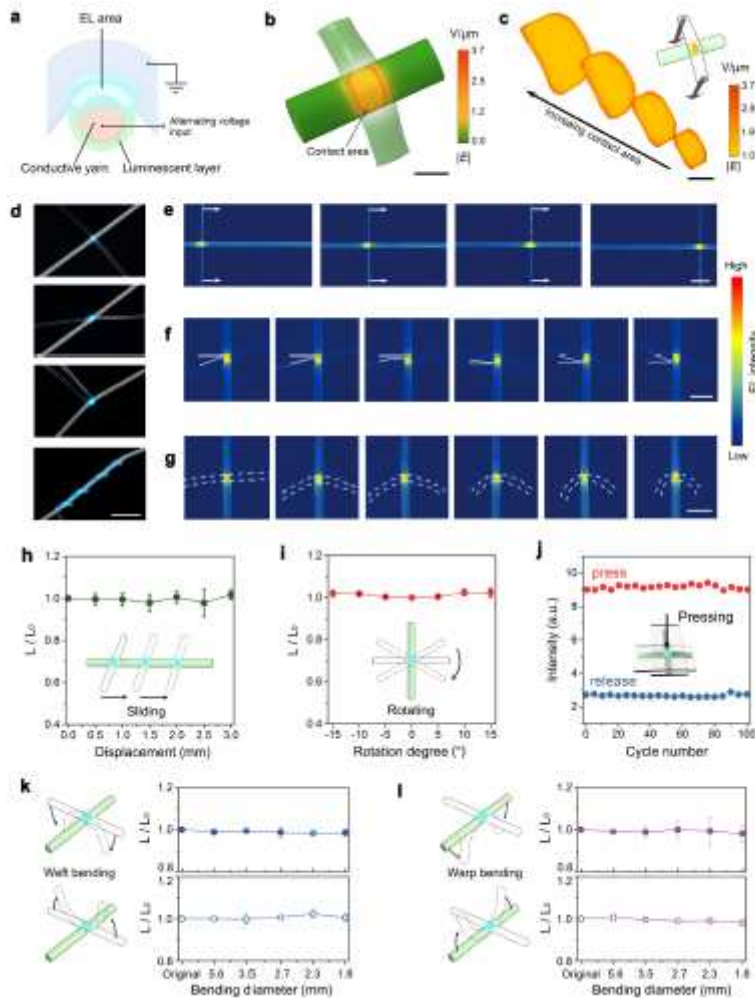 a
EL area
Alternating voltage
input
Conductive yarn
Luminescent layer
b
V/μm
3.7
2.5
1.2
0.0
|E|
Contact area
c
V/μm
3.7
3.0
2.0
1.0
|E|
Increasing contact area
d
e
f
g
High
EL intensity
Low
h
1.2
1.0
0.8
0.6
0.4
L / L₀
Sliding
0.0 0.5 1.0 1.5 2.0 2.5 3.0
Displacement (mm)
i
1.2
1.0
0.8
0.6
0.4
L / L₀
Rotating
-15 -10 -5 0 5 10 15
Rotation degree (°)
j
10
8
6
4
2
Intensity (a.u.)
press
Pressing
release
0 20 40 60 80 100
Cycle number
k
Weft bending
1.2
1.0
0.8
L / L₀
1.2
1.0
0.8
L / L₀
Original 5.6 3.5 2.7 2.3 1.8
Bending diameter (mm)
l
Warp bending
1.2
1.0
0.8
L / L₀
1.2
1.0
0.8
L / L₀
Original 5.6 3.5 2.7 2.3 1.8
Bending diameter (mm)